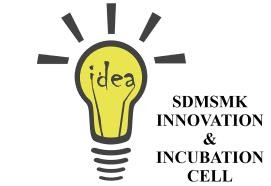 idea
SDMSMK
INNOVATION
&
INCUBATION
CELL